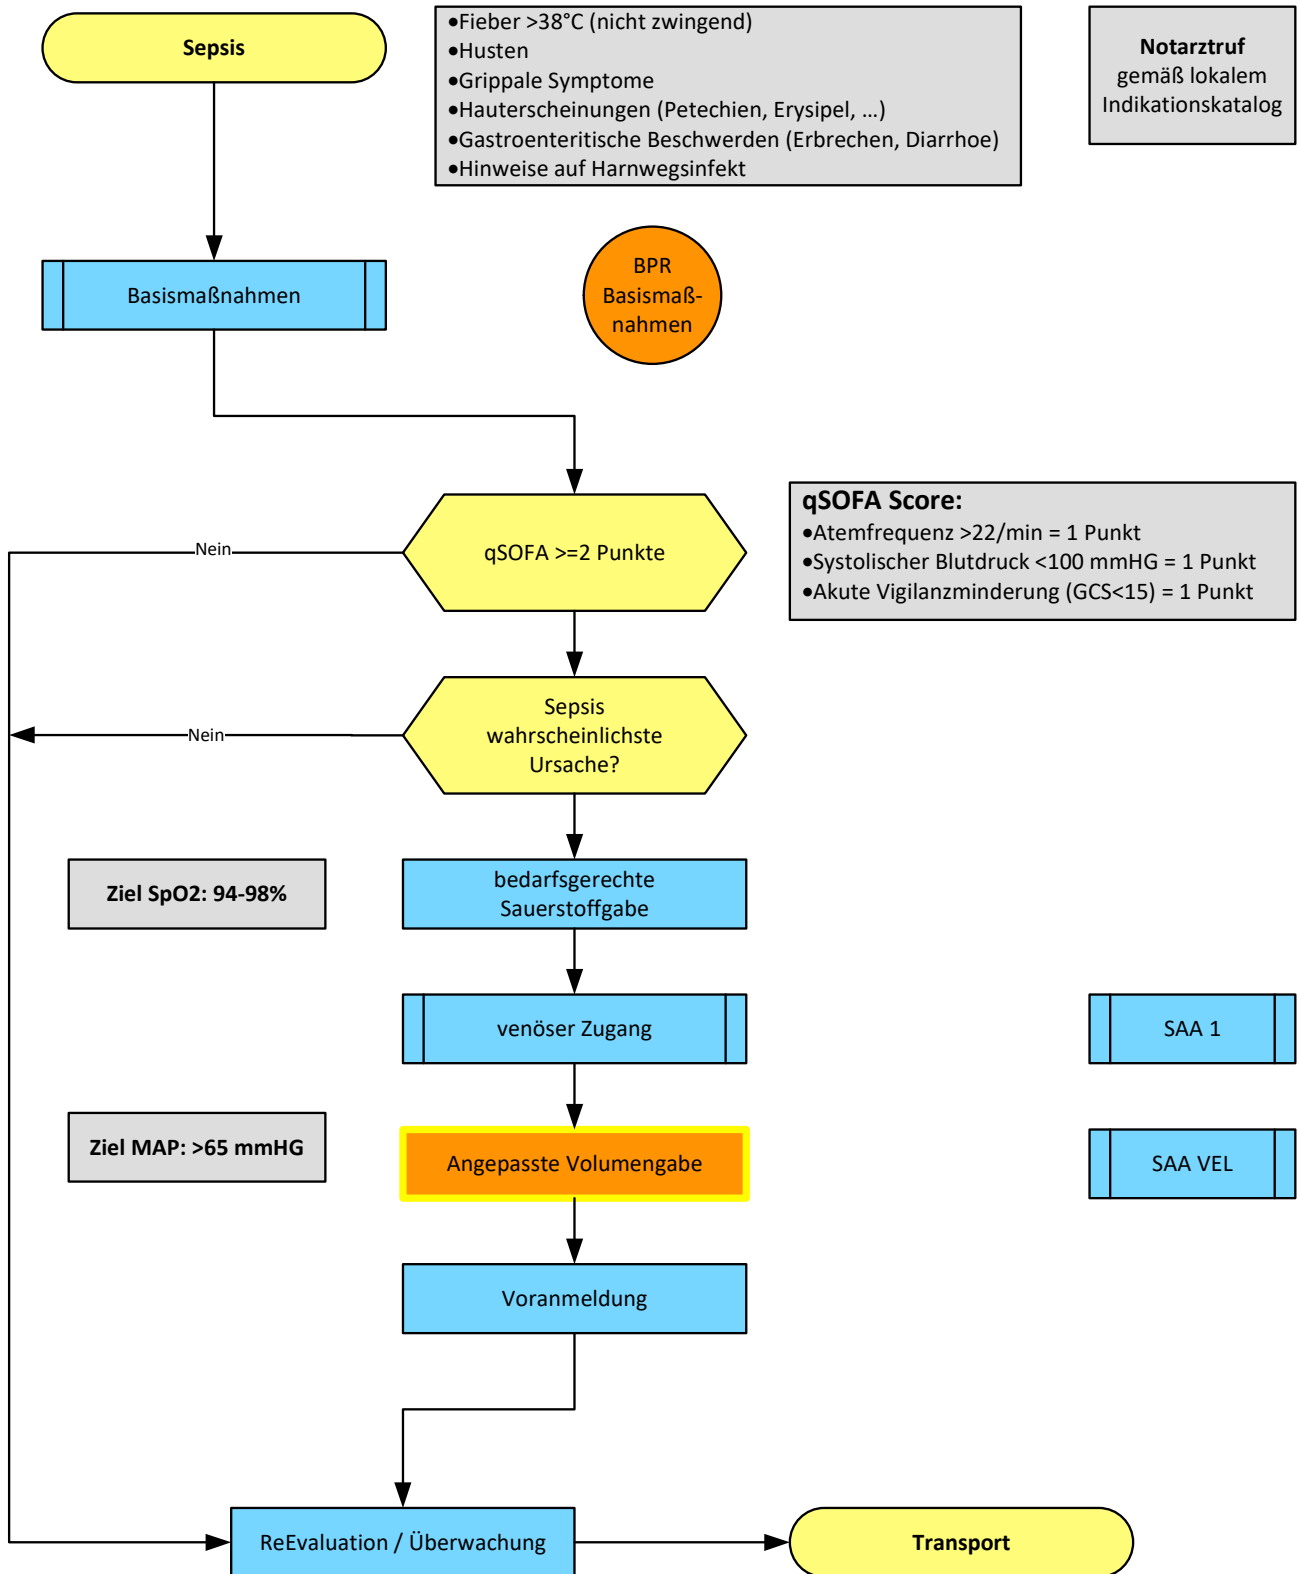 Sepsis
•Fieber >38°C (nicht zwingend)
•Husten
•Grippale Symptome
•Hauterscheinungen (Petechien, Erysipel, ...)
•Gastroenteritische Beschwerden (Erbrechen, Diarrhoe)
•Hinweise auf Harnwegsinfekt
Notarztruf
gemäß lokalem
Indikationskatalog
Basismaßnahmen
BPR
Basismaß-
nahmen
qSOFA >=2 Punkte
Nein
qSOFA Score:
•Atemfrequenz >22/min = 1 Punkt
•Systolischer Blutdruck <100 mmHG = 1 Punkt
•Akute Vigilanzminderung (GCS<15) = 1 Punkt
Sepsis
wahrscheinlichste
Ursache?
Nein
Ziel SpO2: 94-98%
bedarfsgerechte
Sauerstoffgabe
venöser Zugang
SAA 1
Ziel MAP: >65 mmHG
Angepasste Volumengabe
SAA VEL
Voranmeldung
ReEvaluation / Überwachung
Transport